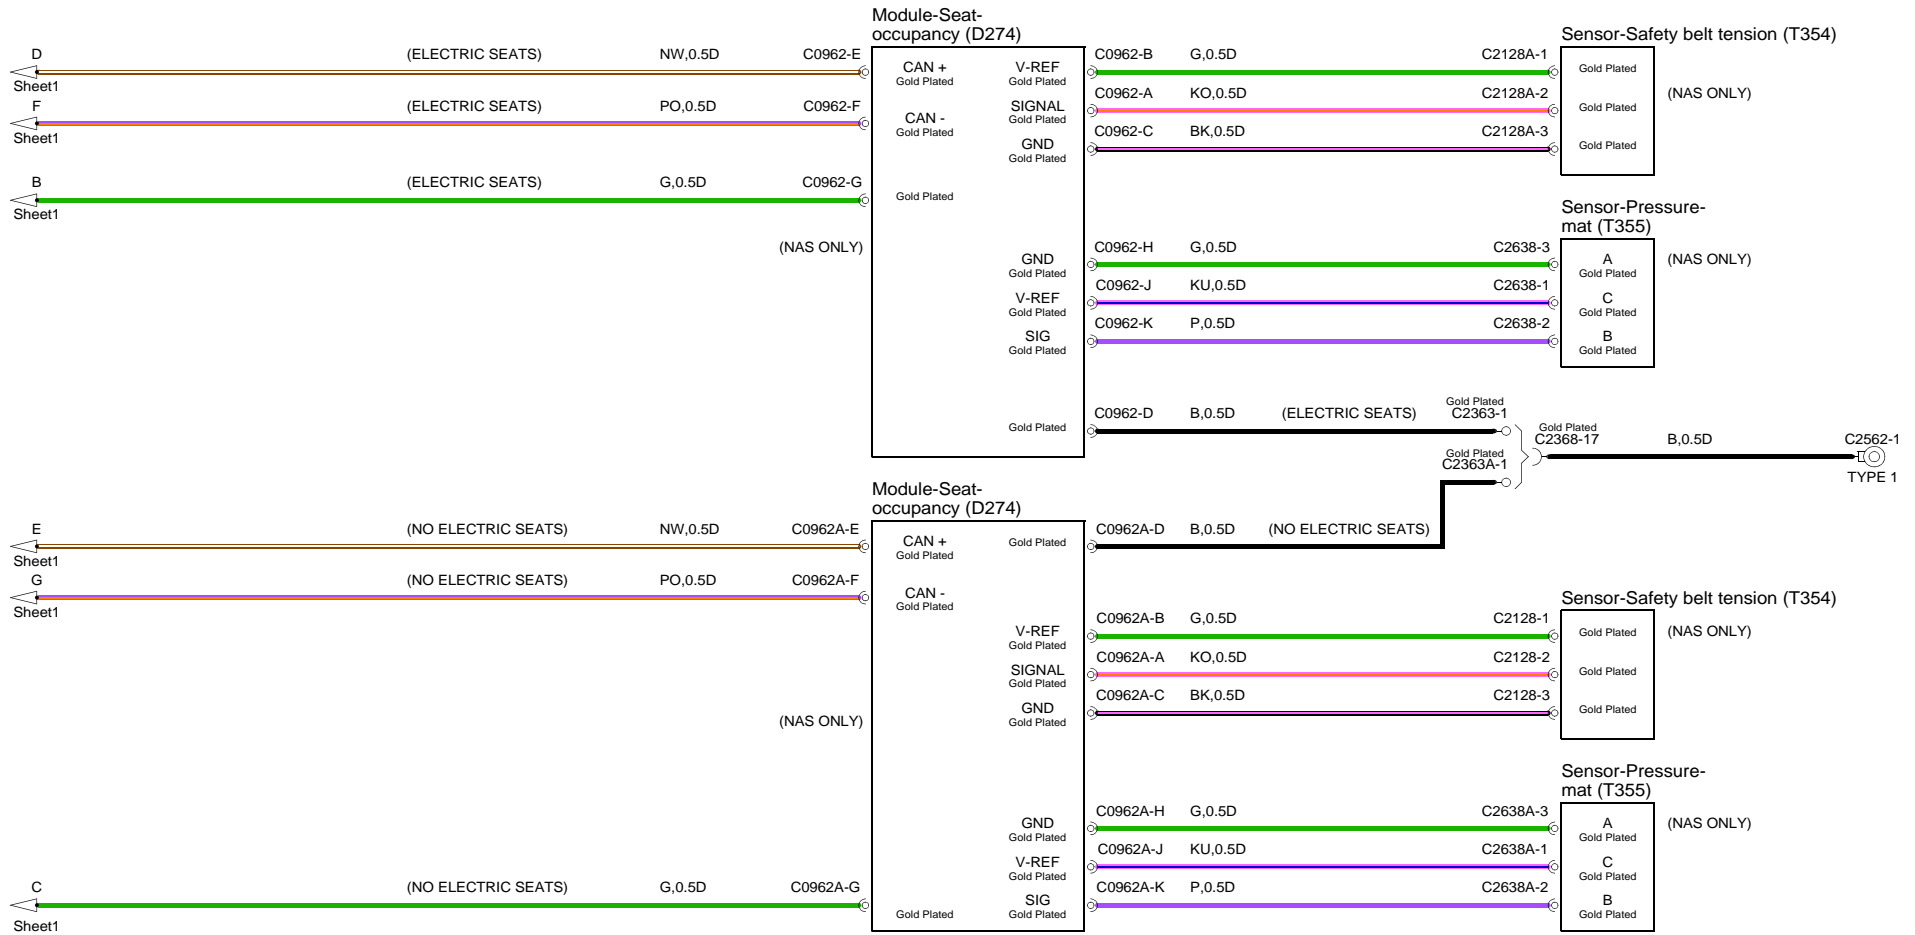 Module-Seat-
occupancy (D274)
Sensor-Safety belt tension (T354)
D (ELECTRIC SEATS) NW,0.5D C0962-E
Sheet1
CAN +
Gold Plated
V-REF
Gold Plated
C0962-B G,0.5D C2128A-1
Gold Plated
F (ELECTRIC SEATS) PO,0.5D C0962-F
Sheet1
CAN -
Gold Plated
SIGNAL
Gold Plated
C0962-A KO,0.5D C2128A-2
Gold Plated
(NAS ONLY)
GND
Gold Plated
C0962-C BK,0.5D C2128A-3
Gold Plated
B (ELECTRIC SEATS) G,0.5D C0962-G
Sheet1
Gold Plated
(NAS ONLY)
Sensor-Pressure-
mat (T355)
GND
Gold Plated
C0962-H G,0.5D C2638-3
A
Gold Plated
(NAS ONLY)
V-REF
Gold Plated
C0962-J KU,0.5D C2638-1
C
Gold Plated
SIG
Gold Plated
C0962-K P,0.5D C2638-2
B
Gold Plated
Gold Plated
C0962-D B,0.5D (ELECTRIC SEATS)
Gold Plated
C2363-1
Gold Plated
C2368-17 B,0.5D C2562-1
TYPE 1
Gold Plated
C2363A-1
Module-Seat-
occupancy (D274)
E (NO ELECTRIC SEATS) NW,0.5D C0962A-E
Sheet1
CAN +
Gold Plated
Gold Plated
C0962A-D B,0.5D (NO ELECTRIC SEATS)
G (NO ELECTRIC SEATS) PO,0.5D C0962A-F
Sheet1
CAN -
Gold Plated
Sensor-Safety belt tension (T354)
V-REF
Gold Plated
C0962A-B G,0.5D C2128-1
Gold Plated
(NAS ONLY)
SIGNAL
Gold Plated
C0962A-A KO,0.5D C2128-2
Gold Plated
GND
Gold Plated
C0962A-C BK,0.5D C2128-3
Gold Plated
(NAS ONLY)
Sensor-Pressure-
mat (T355)
GND
Gold Plated
C0962A-H G,0.5D C2638A-3
A
Gold Plated
(NAS ONLY)
V-REF
Gold Plated
C0962A-J KU,0.5D C2638A-1
C
Gold Plated
C (NO ELECTRIC SEATS) G,0.5D C0962A-G
Sheet1
Gold Plated
SIG
Gold Plated
C0962A-K P,0.5D C2638A-2
B
Gold Plated